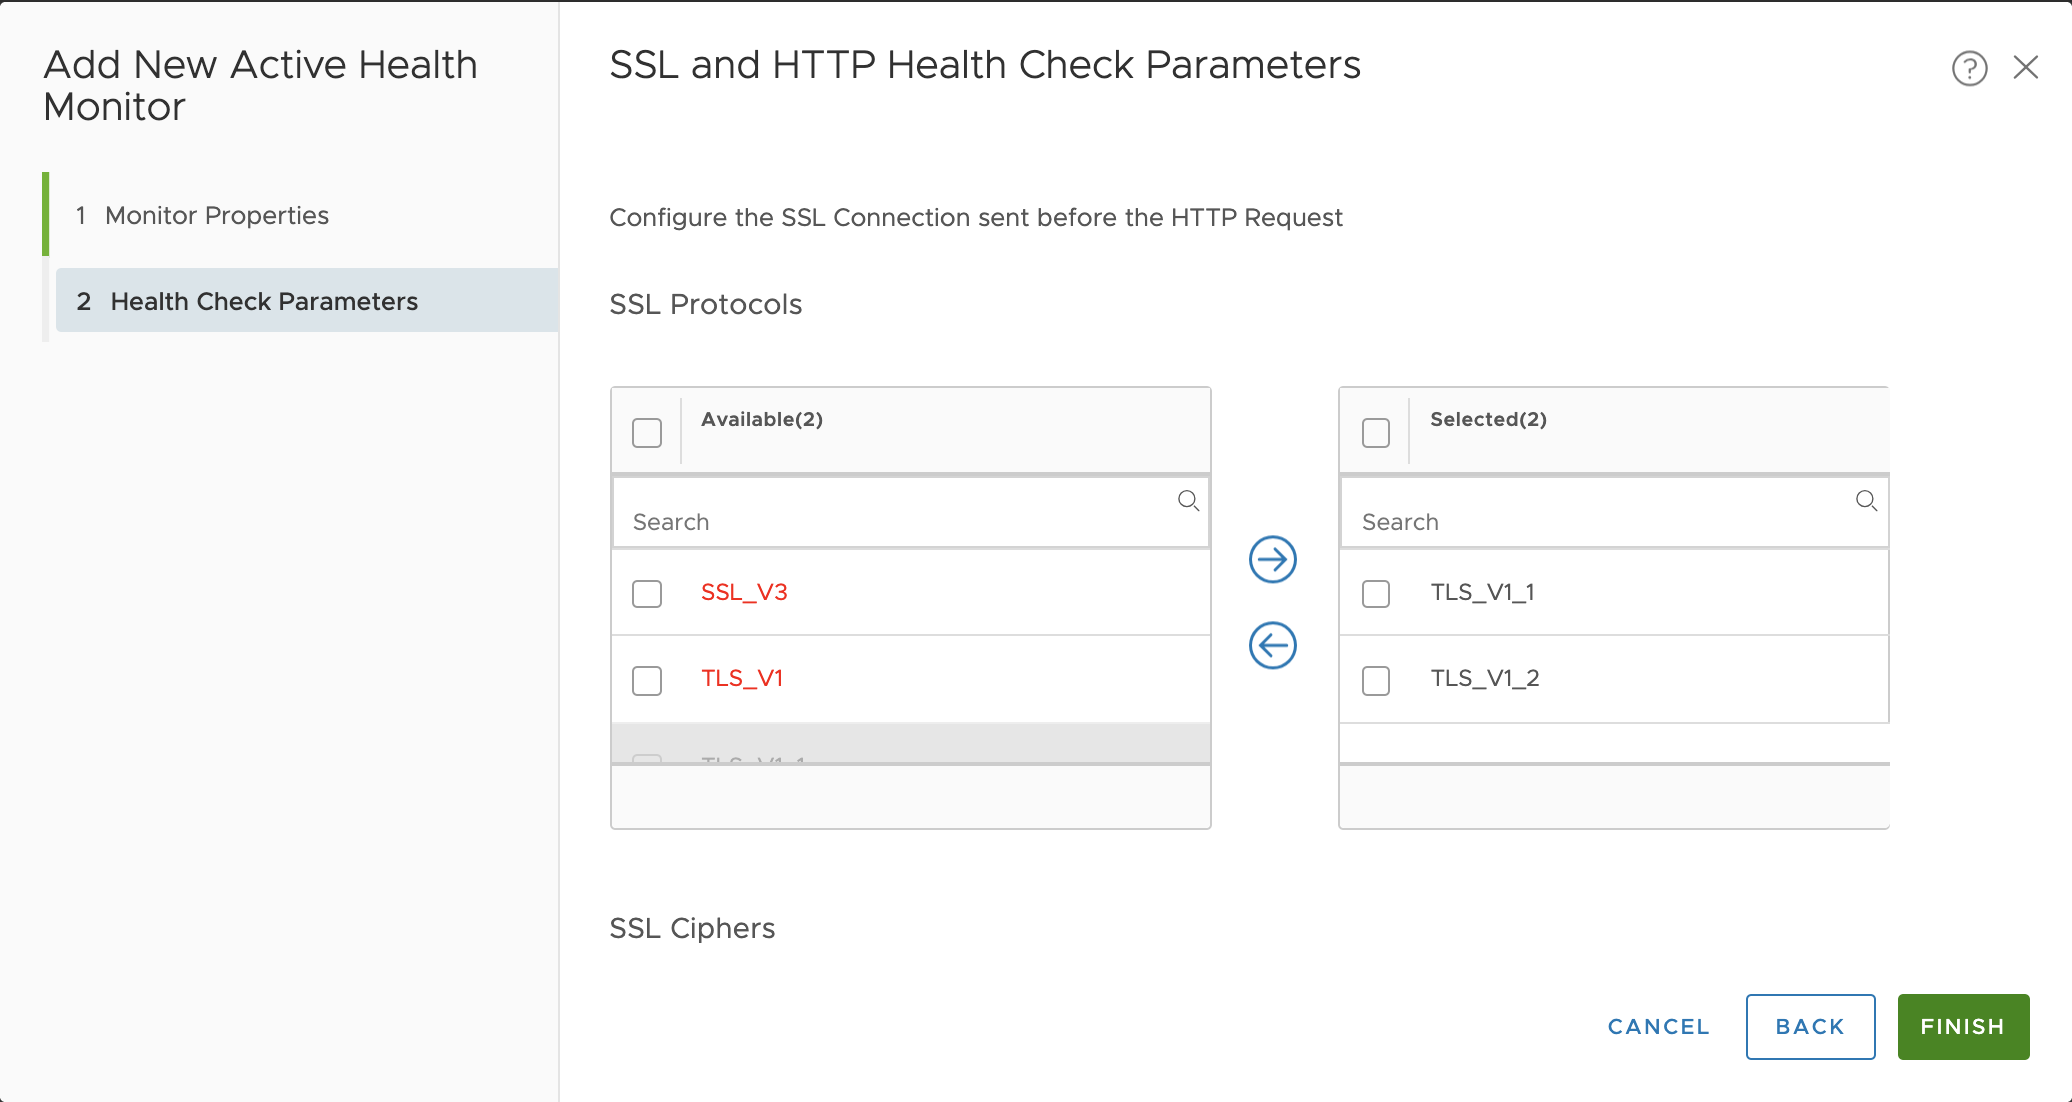 Add New Active Health
Monitor
1 Monitor Properties
2 Health Check Parameters
SSL and HTTP Health Check Parameters
?
Configure the SSL Connection sent before the HTTP Request
SSL Protocols
Available(2)
Search
SSL_V3
TLS_V1
TLS_V1_1
Selected(2)
Search
TLS_V1_1
TLS_V1_2
SSL Ciphers
CANCEL
BACK
FINISH